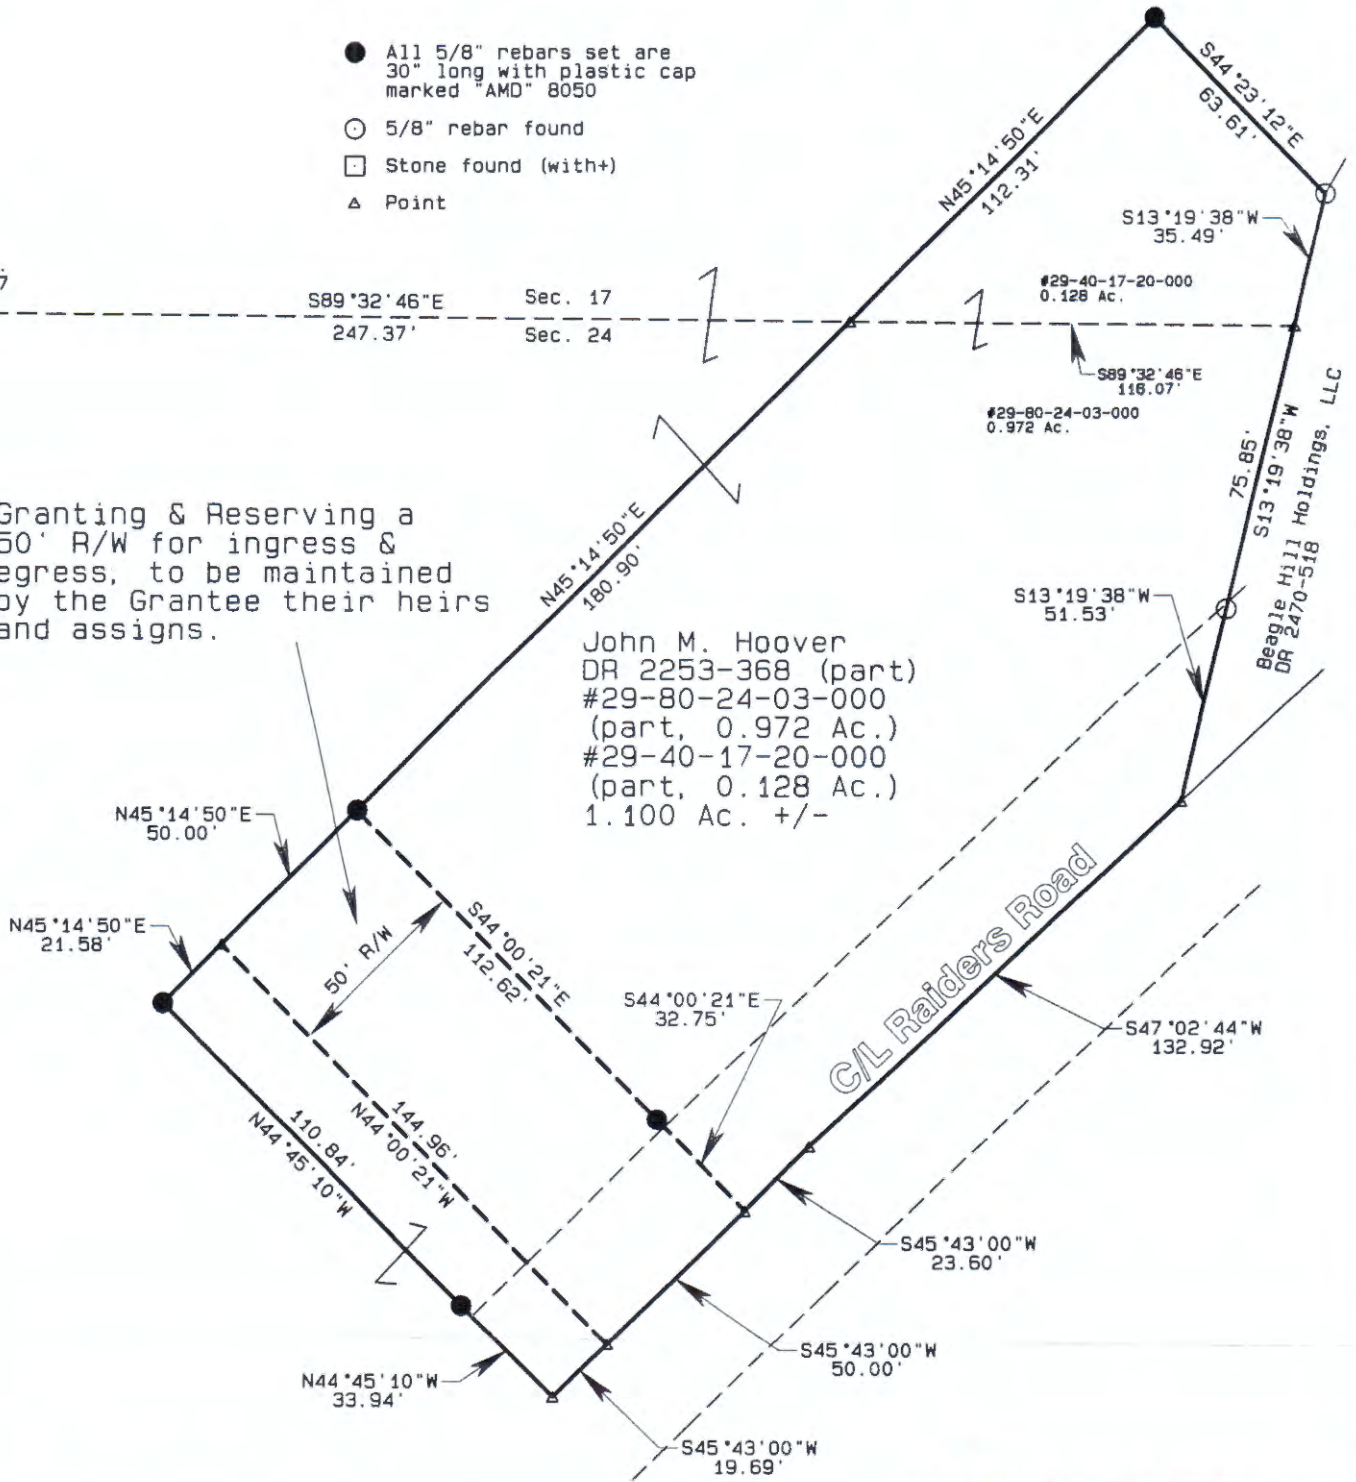 All 5/8" rebars set are
30" long with plastic cap
marked "AMD" 8050
5/8" rebar found
Stone found (with+)
Point
S44°23'12"E
63.61'
N45°14'50"E
112.31'
S13°19'38"W
35.49'
7
S89°32'46"E
247.37'
Sec. 17
Sec. 24
#29-40-17-20-000
0.128 Ac.
S89°32'46"E
116.07'
#29-80-24-03-000
0.972 Ac.
75.85'
S13°19'38"W
Beagle Hill Holdings, LLC
DR 2470-518
Granting & Reserving a
50' R/W for ingress &
egress, to be maintained
by the Grantee their heirs
and assigns.
N45°14'50"E
180.90'
S13°19'38"W
51.53'
John M. Hoover
DR 2253-368 (part)
#29-80-24-03-000
(part, 0.972 Ac.)
#29-40-17-20-000
(part, 0.128 Ac.)
1.100 Ac. +/-
N45°14'50"E
50.00'
N45°14'50"E
21.58'
50' R/W
S44°00'21"E
112.62'
S44°00'21"E
32.75'
C/L Raiders Road
S47°02'44"W
132.92'
144.96'
N44°00'21"W
110.84'
N44°45'10"W
S45°43'00"W
23.60'
S45°43'00"W
50.00'
N44°45'10"W
33.94'
S45°43'00"W
19.69'